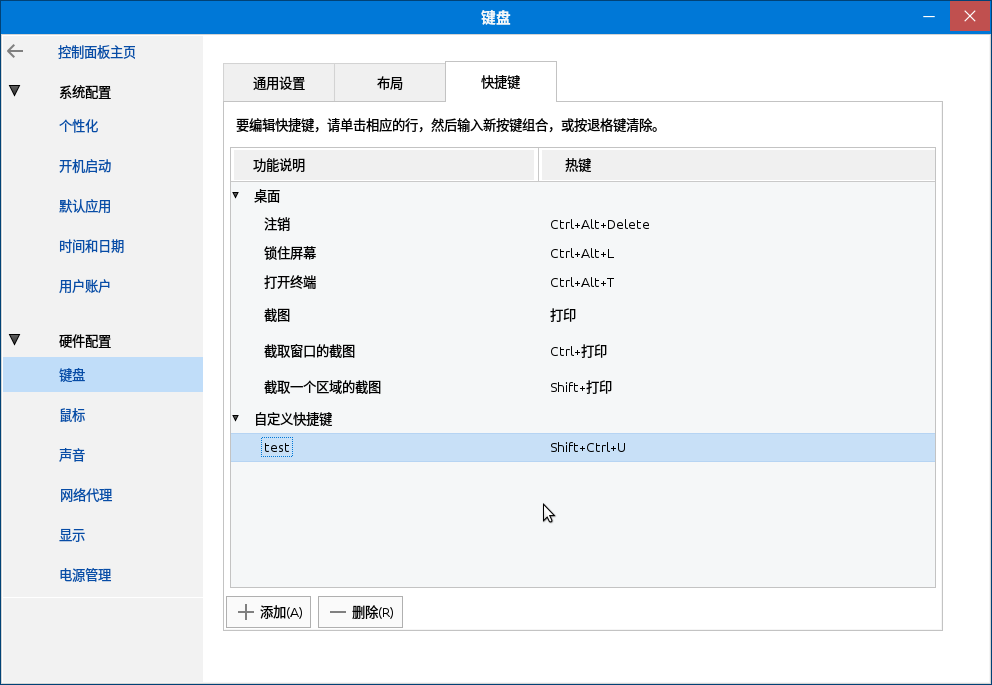 键盘
控制面板主页
系统配置
个性化
开机启动
默认应用
时间和日期
用户账户
硬件配置
键盘
鼠标
声音
网络代理
显示
电源管理
通用设置 布局 快捷键
要编辑快捷键，请单击相应的行，然后输入新按键组合，或按退格键清除。
功能说明 热键
桌面
注销 Ctrl+Alt+Delete
锁住屏幕 Ctrl+Alt+L
打开终端 Ctrl+Alt+T
截图 打印
截取窗口的截图 Ctrl+打印
截取一个区域的截图 Shift+打印
自定义快捷键
test Shift+Ctrl+U
添加(A) 删除(R)